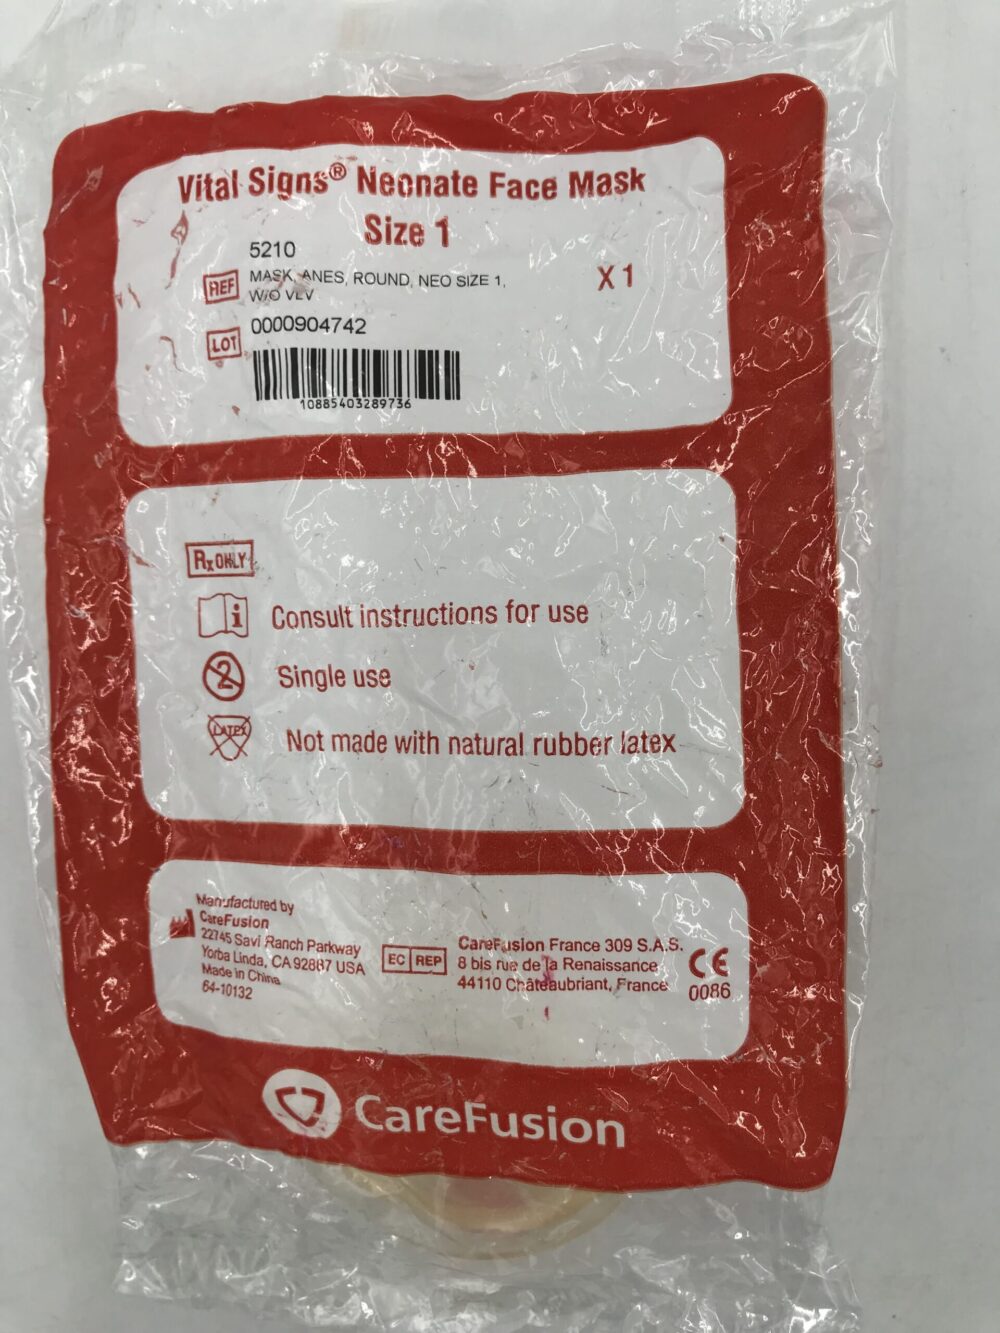 Vital Signs® Neonate Face Mask
Size 1
5210
REF MASK, ANES, ROUND, NEO SIZE 1,
W/O VLV
X 1
LOT 0000904742
10885403289736
Rx ONLY
Consult instructions for use
2 Single use
LATEX Not made with natural rubber latex
Manufactured by
CareFusion
22745 Savi Ranch Parkway
Yorba Linda, CA 92887 USA
Made in China
64-10132
EC REP
CareFusion France 309 S.A.S.
8 bis rue de la Renaissance
44110 Châteaubriant, France
CE
0086
CareFusion